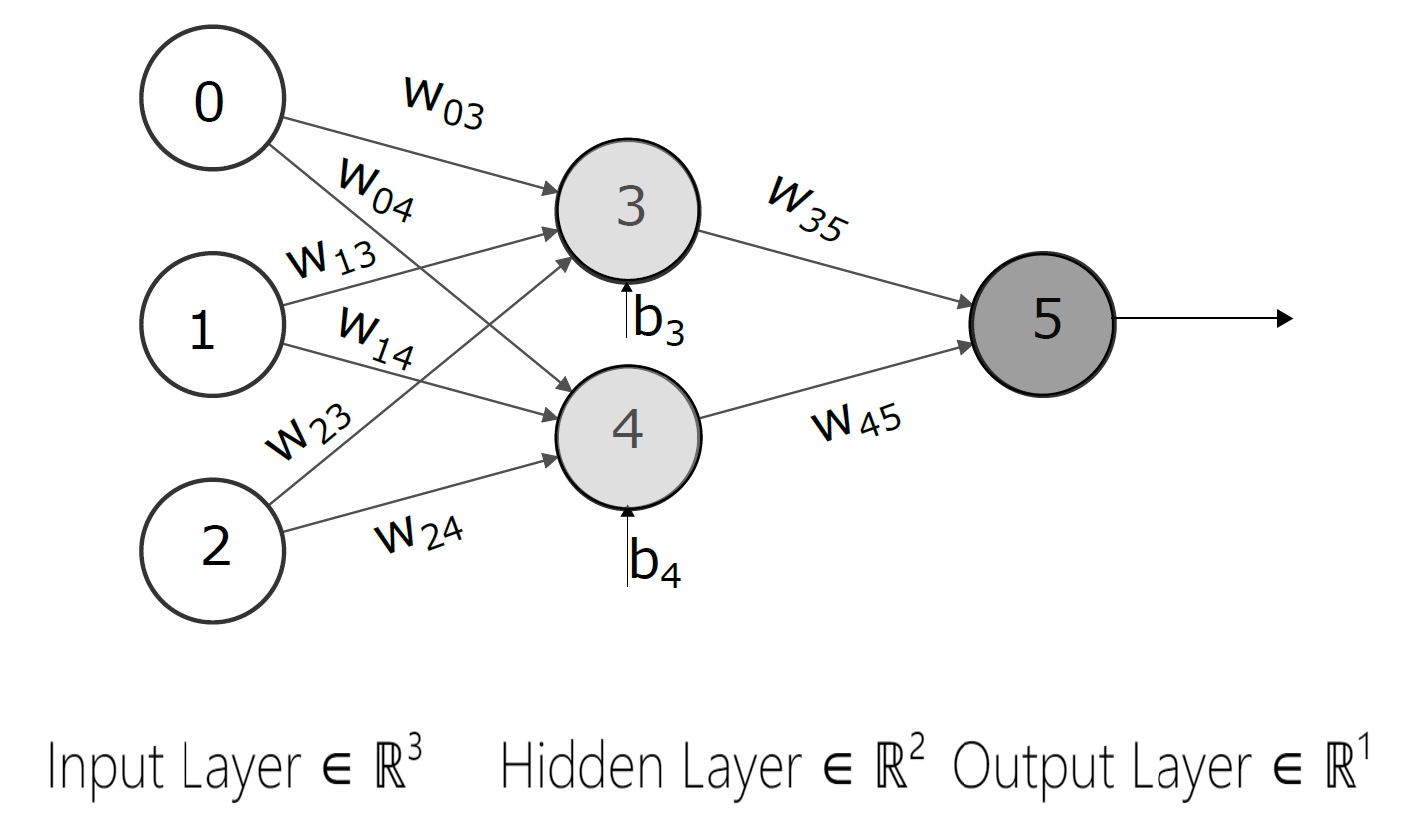 0
w₀₃
w₀₄
3
w₃₅
w₁₃
1
w₁₄
b₃
5
w₂₃
4
w₄₅
2
w₂₄
b₄
Input Layer ∈ ℝ³
Hidden Layer ∈ ℝ²
Output Layer ∈ ℝ¹